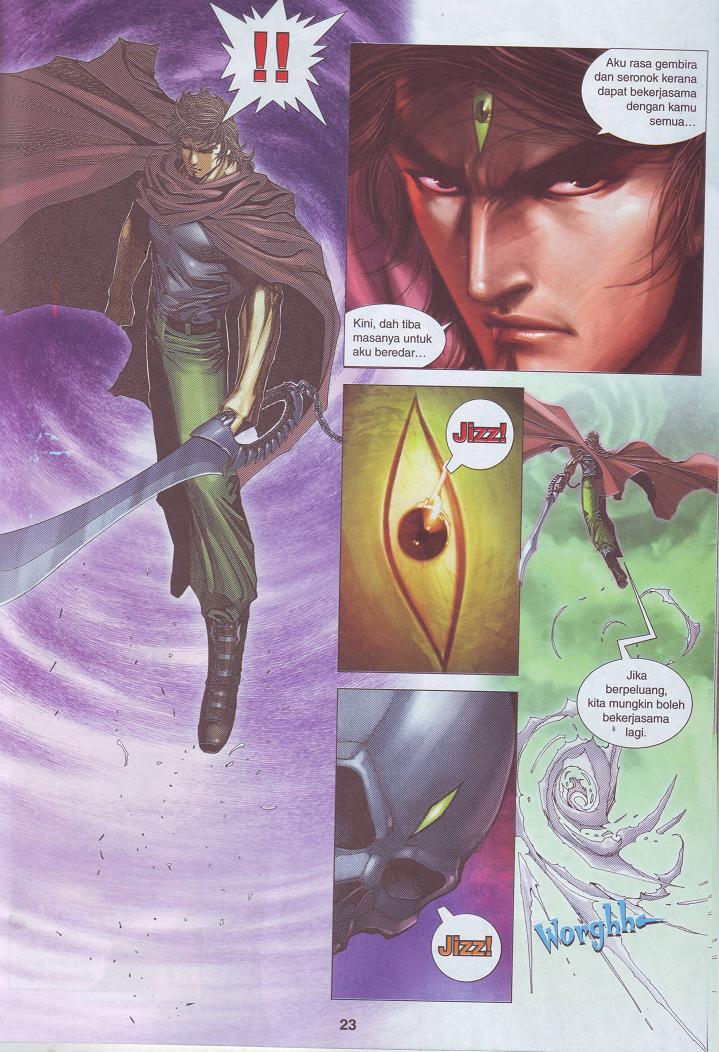 !!
Aku rasa gembira
dan seronok kerana
dapat bekerjasama
dengan kamu
semua...
Kini, dah tiba
masanya untuk
aku beredar...
Jizz!
Jika
berpeluang,
kita mungkin boleh
bekerjasama
lagi.
Jizz!
Worghh
23